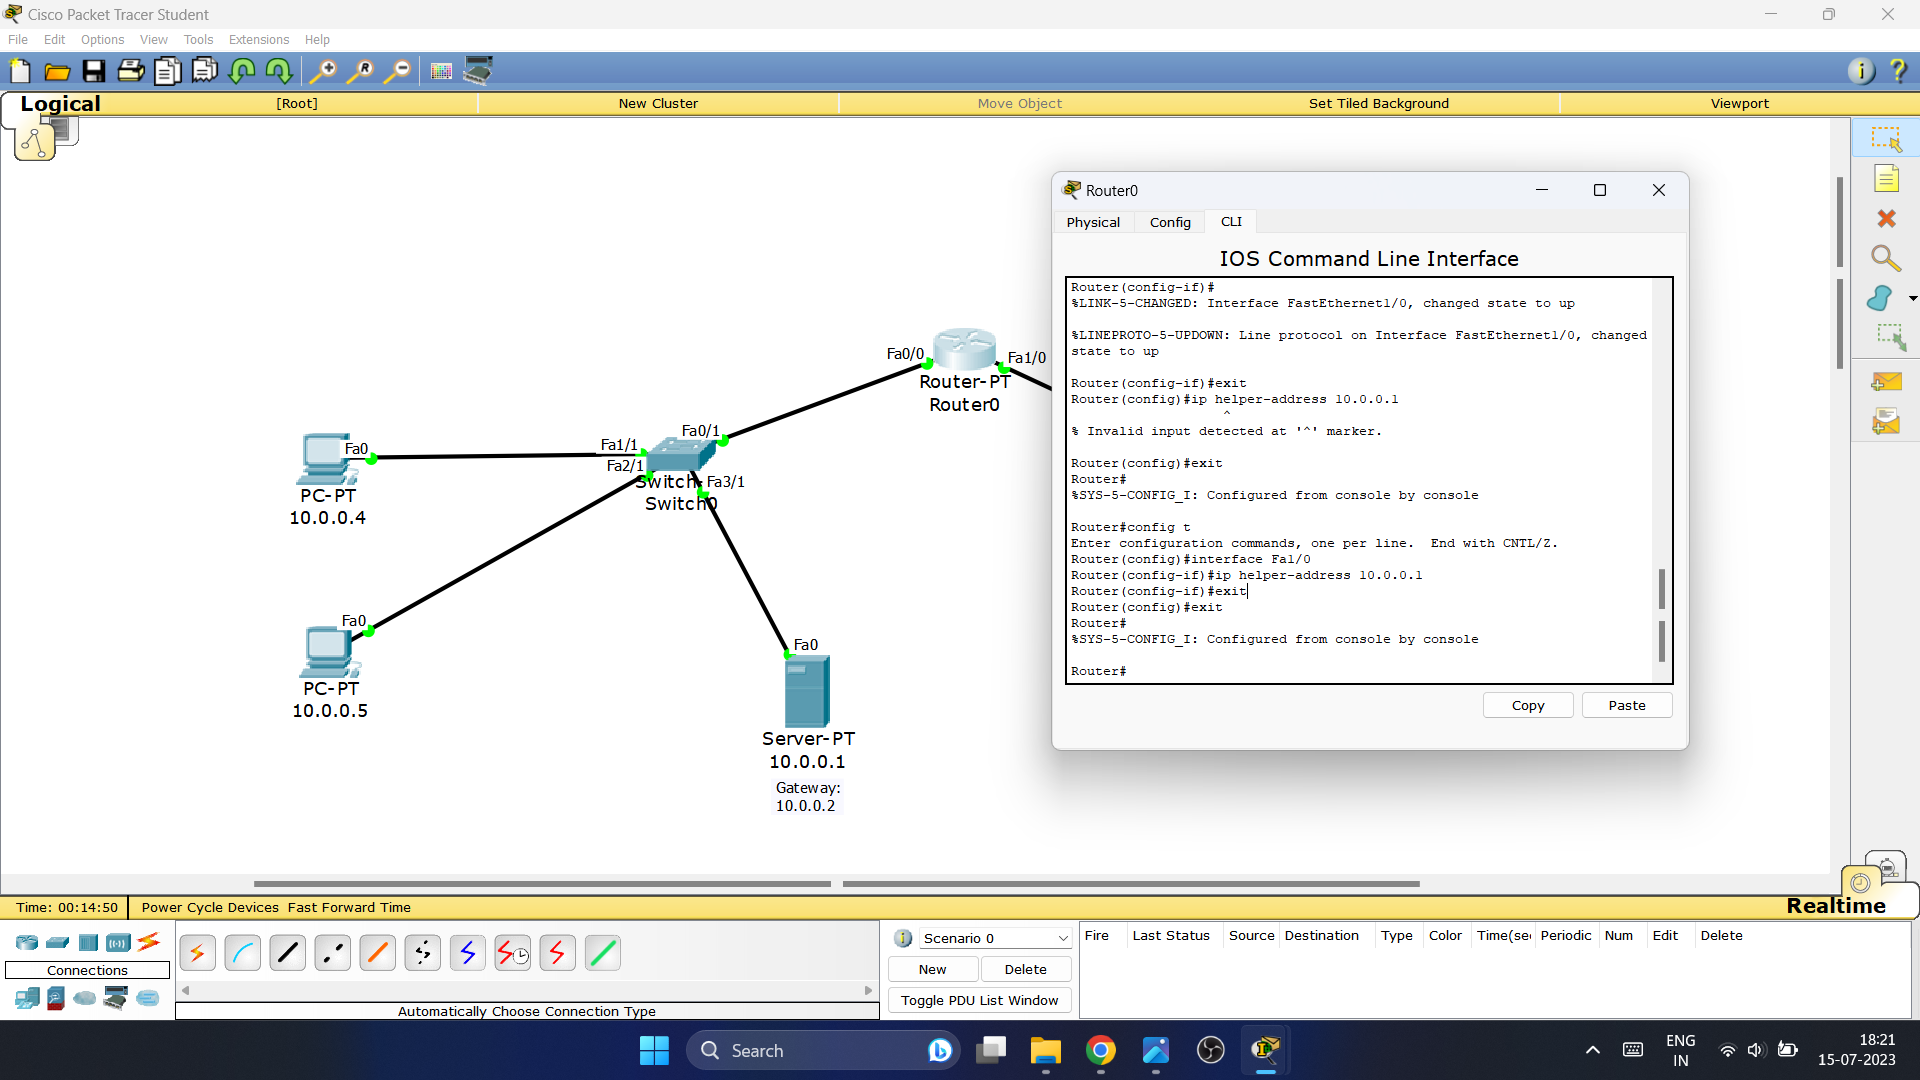 Cisco Packet Tracer Student
File Edit Options View Tools Extensions Help
Logical [Root] New Cluster Move Object Set Tiled Background Viewport
Router0
Physical Config CLI
IOS Command Line Interface
Router(config-if)#
%LINK-5-CHANGED: Interface FastEthernet1/0, changed state to up
%LINEPROTO-5-UPDOWN: Line protocol on Interface FastEthernet1/0, changed
state to up
Router(config-if)#exit
Router(config)#ip helper-address 10.0.0.1
^
% Invalid input detected at '^' marker.
Router(config)#exit
Router#
%SYS-5-CONFIG_I: Configured from console by console
Router#config t
Enter configuration commands, one per line. End with CNTL/Z.
Router(config)#interface Fa1/0
Router(config-if)#ip helper-address 10.0.0.1
Router(config-if)#exit
Router(config)#exit
Router#
%SYS-5-CONFIG_I: Configured from console by console
Router#
Copy Paste
Fa0/0
Fa1/0
Router-PT
Router0
Fa0/1
Fa1/1
Fa2/1
Fa3/1
Switch-
Switch0
Fa0
PC-PT
10.0.0.4
Fa0
PC-PT
10.0.0.5
Fa0
Server-PT
10.0.0.1
Gateway:
10.0.0.2
Time: 00:14:50 Power Cycle Devices Fast Forward Time
Realtime
Connections
Automatically Choose Connection Type
Scenario 0
New Delete
Toggle PDU List Window
Fire Last Status Source Destination Type Color Time(sec Periodic Num Edit Delete
Search
ENG
IN
18:21
15-07-2023